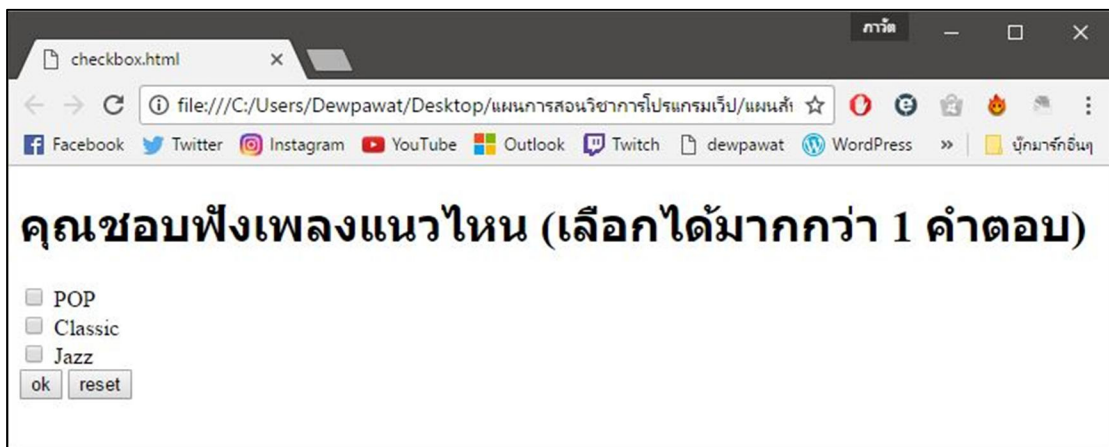 ภาวัต
checkbox.html
file:///C:/Users/Dewpawat/Desktop/แผนการสอนวิชาการโปรแกรมเว็ป/แผนสั
Facebook Twitter Instagram YouTube Outlook Twitch dewpawat WordPress » บุ๊กมาร์กอื่นๆ
คุณชอบฟังเพลงแนวไหน (เลือกได้มากกว่า 1 คำตอบ)
POP
Classic
Jazz
ok reset